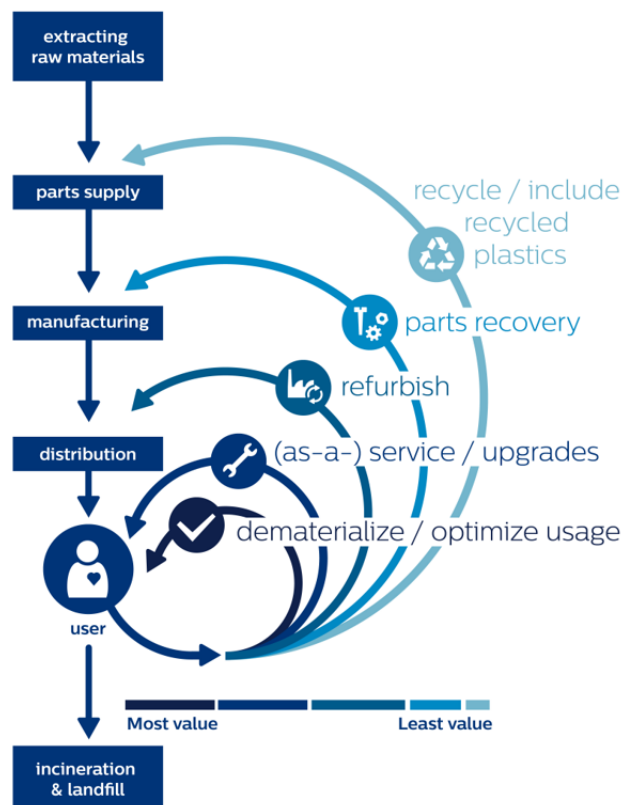 extracting
raw materials
parts supply
recycle / include
recycled
plastics
manufacturing
parts recovery
refurbish
distribution
(as-a-) service / upgrades
dematerialize / optimize usage
user
Most value
Least value
incineration
& landfill